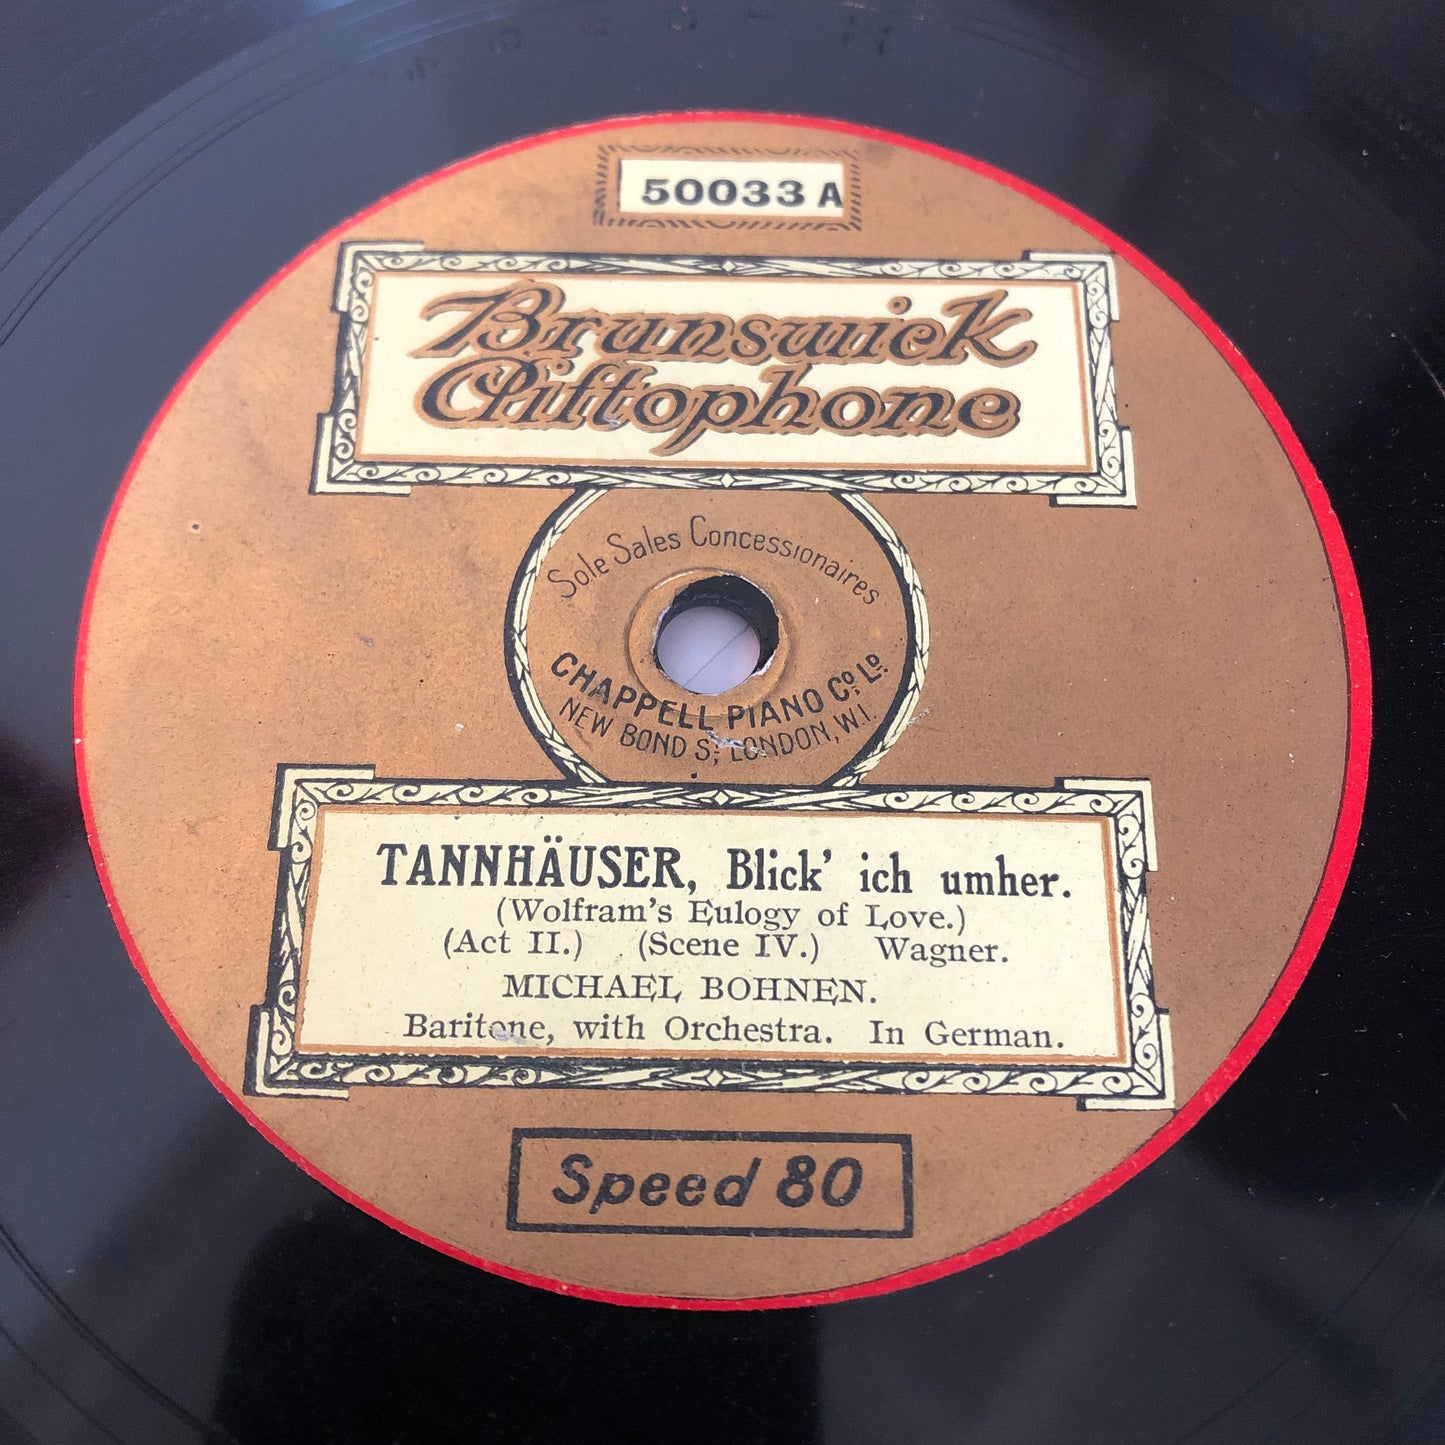 50033 A
Brunswick
Cliftophone
Sole Sales Concessionaires
CHAPPELL PIANO Co. Ld.
NEW BOND St, LONDON, W.I.
TANNHÄUSER, Blick' ich umher.
(Wolfram's Eulogy of Love.)
(Act II.) (Scene IV.) Wagner.
MICHAEL BOHNEN.
Baritone, with Orchestra. In German.
Speed 80